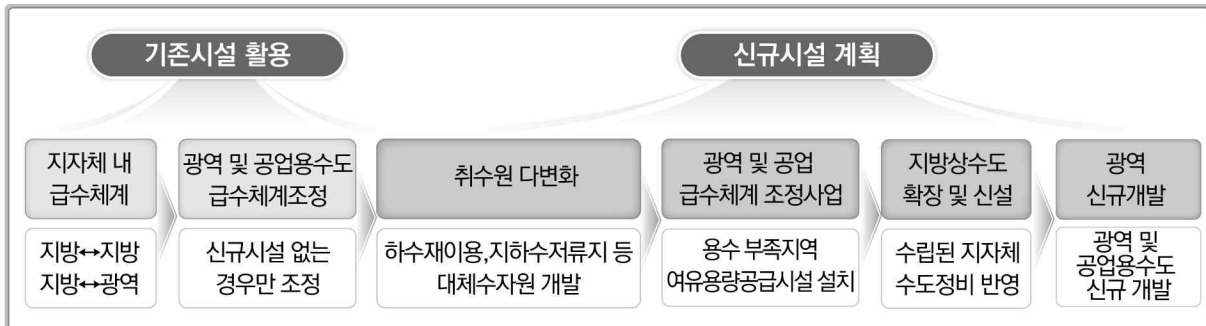 기존시설 활용
신규시설 계획
지자체 내
급수체계
광역 및 공업용수도
급수체계조정
취수원 다변화
광역 및 공업
급수체계 조정사업
지방상수도
확장 및 신설
광역
신규개발
지방↔지방
지방↔광역
신규시설 없는
경우만 조정
하수재이용,지하수저류지 등
대체수자원 개발
용수 부족지역
여유용량공급시설 설치
수립된 지자체
수도정비 반영
광역 및
공업용수도
신규 개발